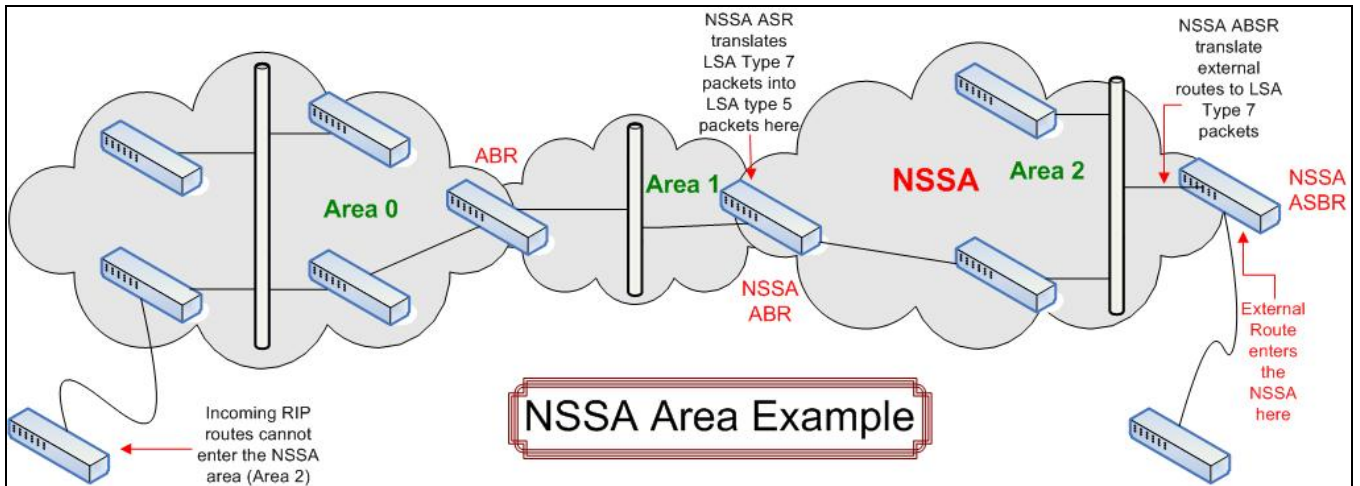 NSSA ASR
translates
LSA Type 7
packets into
LSA type 5
packets here
NSSA ABSR
translate
external
routes to LSA
Type 7
packets
ABR
Area 0
Area 1
NSSA
Area 2
NSSA
ASBR
NSSA
ABR
External
Route
enters
the
NSSA
here
Incoming RIP
routes cannot
enter the NSSA
area (Area 2)
NSSA Area Example